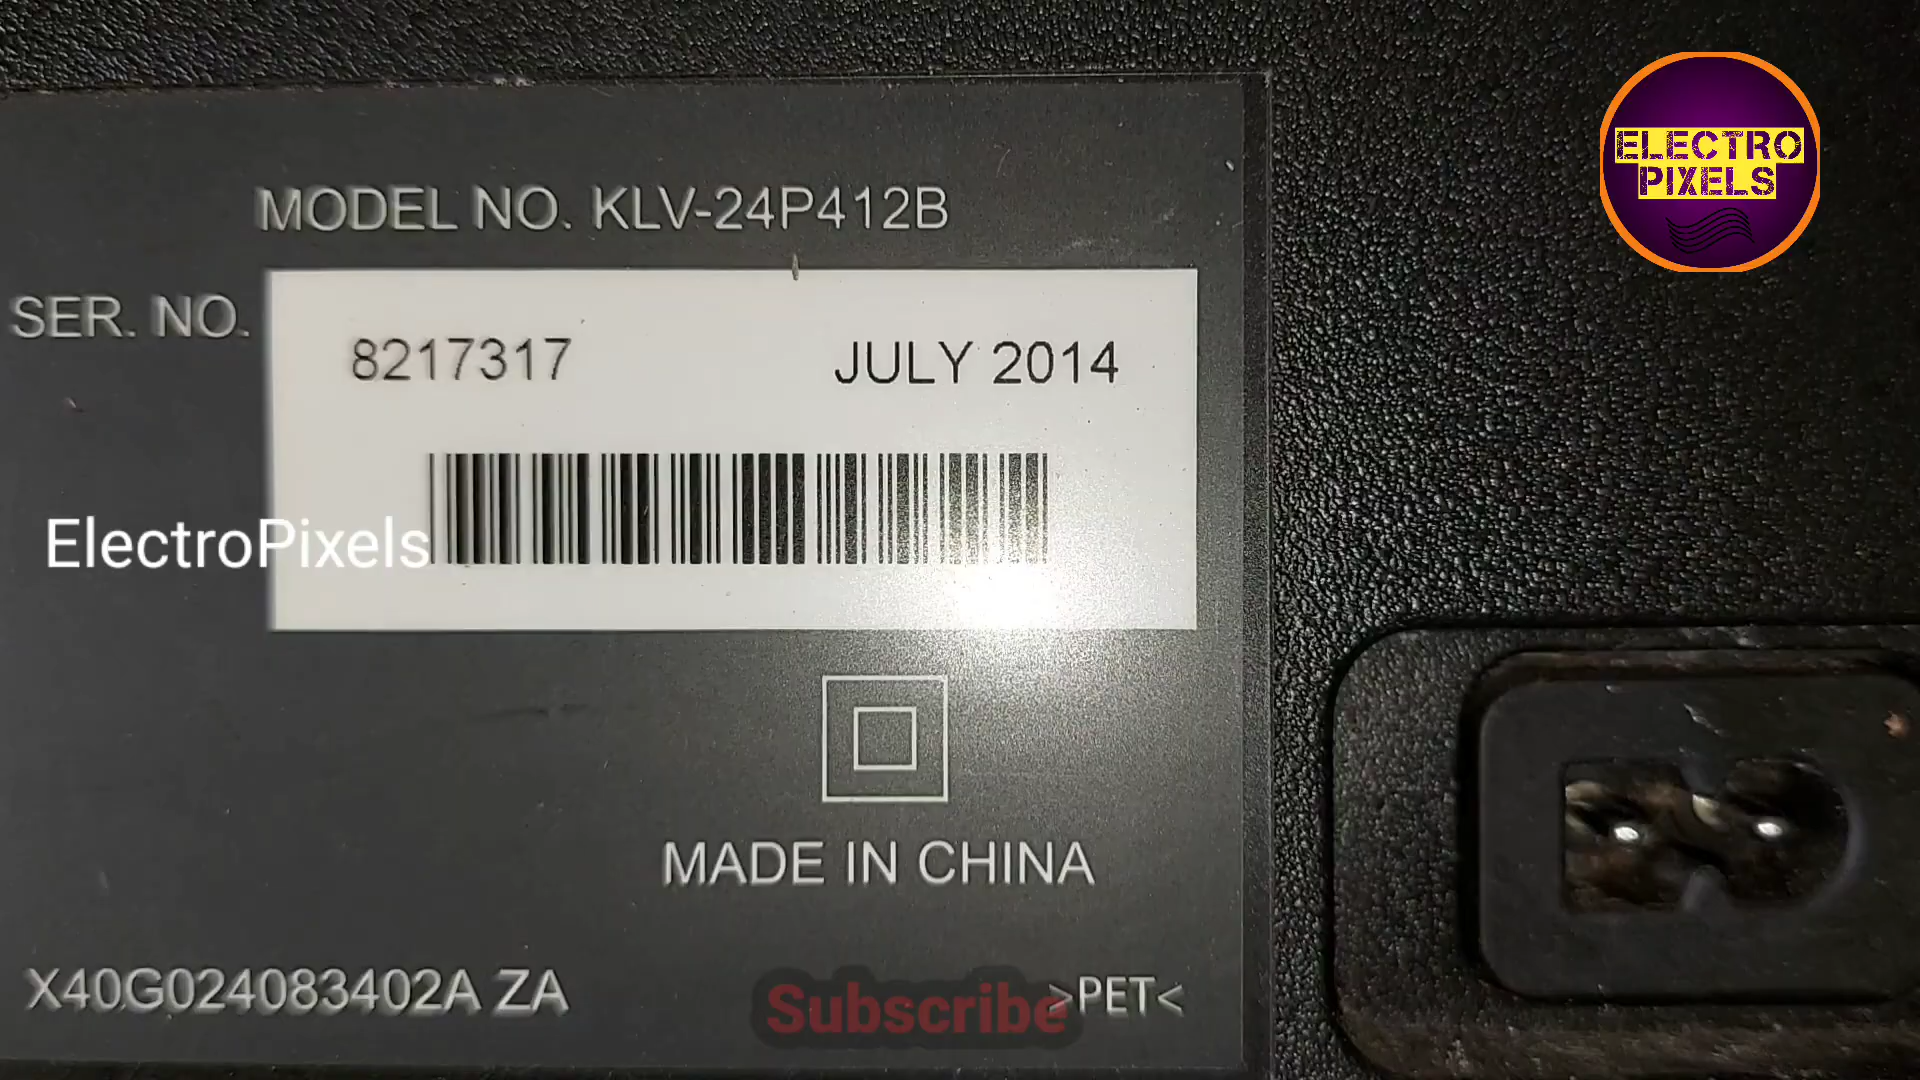 ELECTRO
PIXELS
MODEL NO. KLV-24P412B
SER. NO.
8217317 JULY 2014
ElectroPixels
MADE IN CHINA
X40G024083402A ZA
Subscribe
>PET<